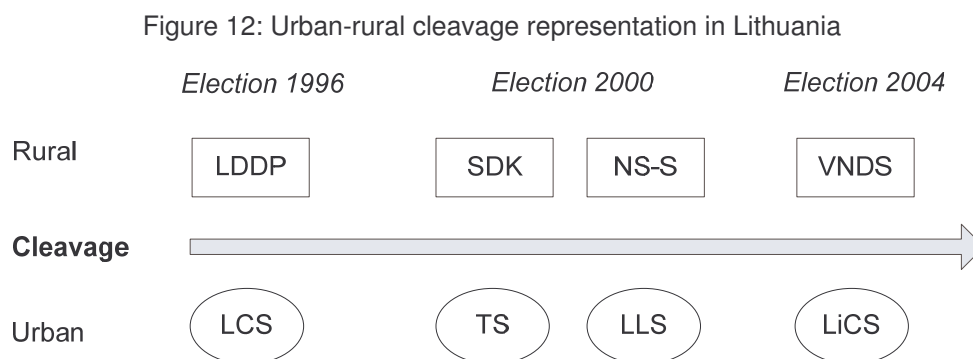 Figure 12: Urban-rural cleavage representation in Lithuania
Election 1996 Election 2000 Election 2004
Rural LDDP SDK NS-S VNDS
Cleavage
Urban LCS TS LLS LiCS